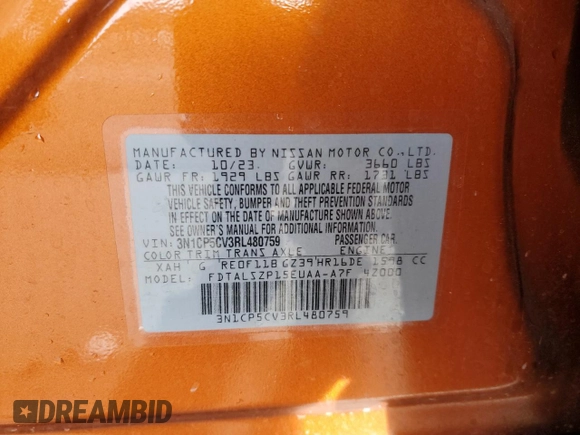 MANUFACTURED BY NISSAN MOTOR CO.,LTD.
DATE: 10/23 GVWR: 3660 LBS
GAWR FR: 1929 LBS GAWR RR: 1731 LBS
THIS VEHICLE CONFORMS TO ALL APPLICABLE FEDERAL MOTOR
VEHICLE SAFETY, BUMPER AND THEFT PREVENTION STANDARDS
IN EFFECT ON THE DATE OF MANUFACTURE SHOWN ABOVE.
SEE OWNER'S MANUAL FOR ADDITIONAL INFORMATION.
VIN: 3N1CP5CV3RL480759 PASSENGER CAR
COLOR TRIM TRANS AXLE ENGINE
XAH G RE0F11B GZ39 HR16DE 1598 CC
MODEL: FDTALSZP15EUAA-A7F 42000
3N1CP5CV3RL480759
DREAMBID